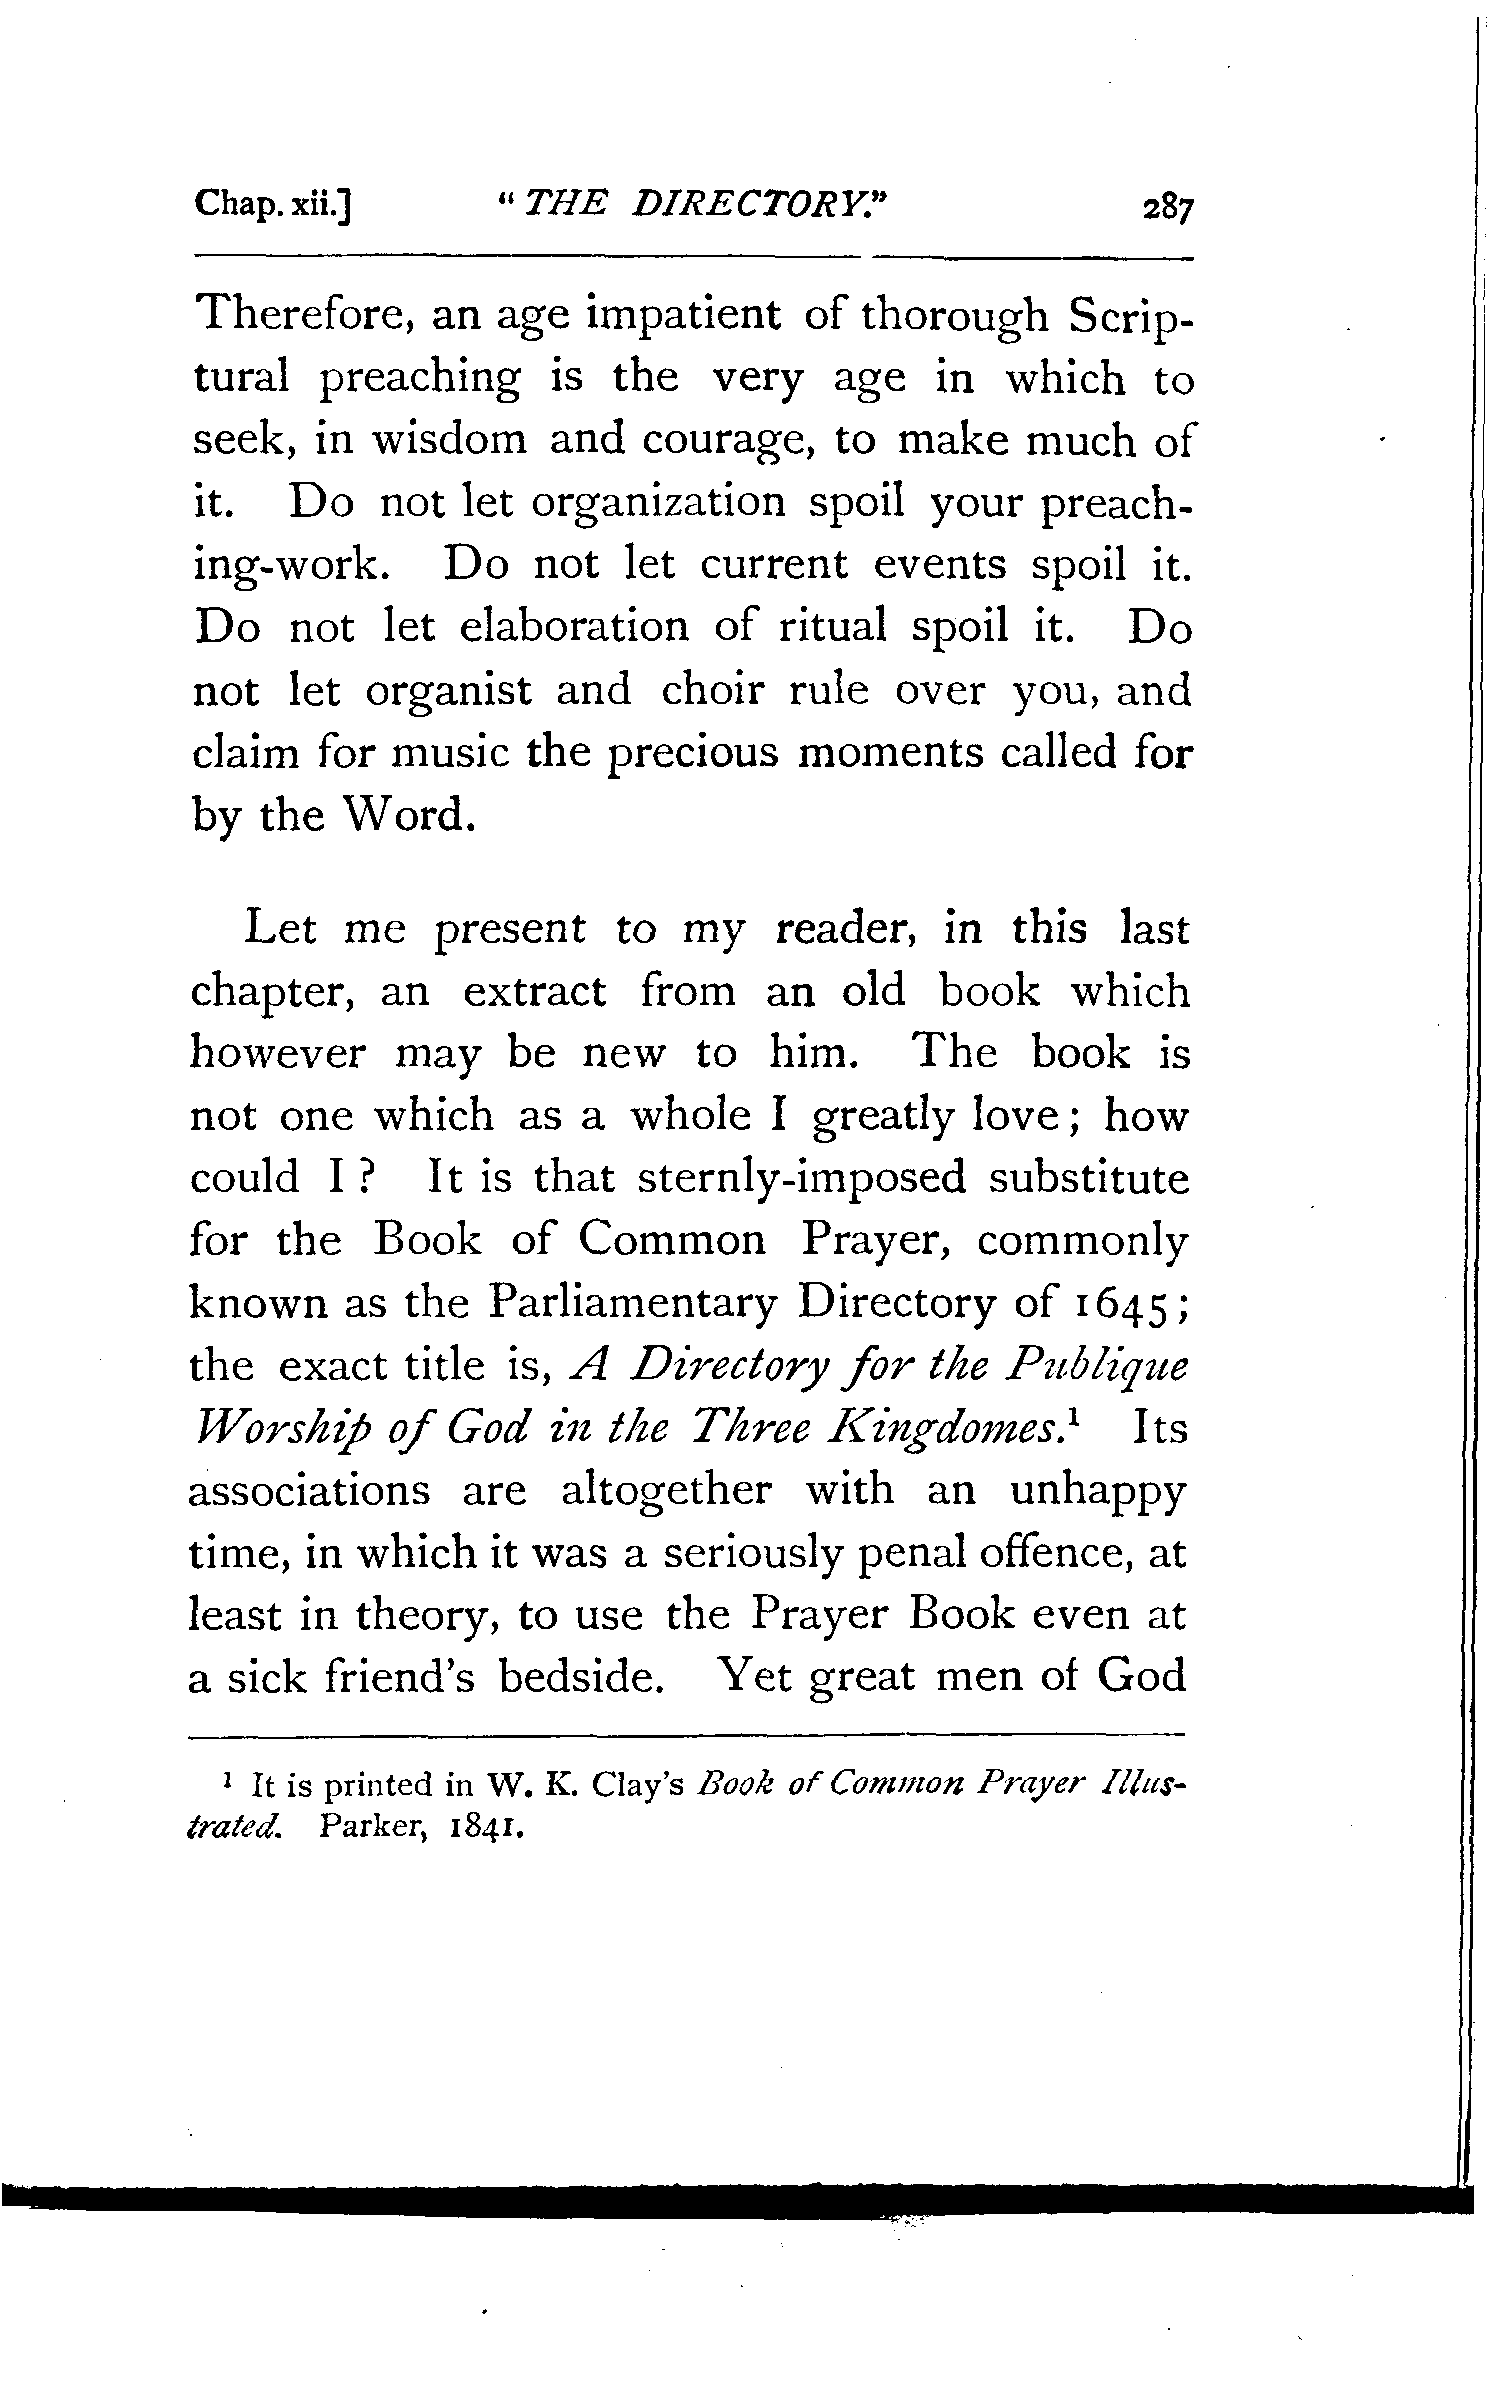 Chap. xii.] " THE DIRECTORY." 287
Therefore, an age impatient of thorough Scrip-
tural preaching is the very age in which to
seek, in wisdom and courage, to make much of
it. Do not let organization spoil your preach-
ing-work. Do not let current events spoil it.
Do not let elaboration of ritual spoil it. Do
not let organist and choir rule over you, and
claim for music the precious moments called for
by the Word.
Let me present to my reader, in this last
chapter, an extract from an old book which
however may be new to him. The book is
not one which as a whole I greatly love ; how
could I ? It is that sternly-imposed substitute
for the Book of Common Prayer, commonly
known as the Parliamentary Directory of 1645 ;
the exact title is, A Directory for the Publique
Worship of God in the Three Kingdomes.¹ Its
associations are altogether with an unhappy
time, in which it was a seriously penal offence, at
least in theory, to use the Prayer Book even at
a sick friend's bedside. Yet great men of God
¹ It is printed in W. K. Clay's Book of Common Prayer Illus-
trated. Parker, 1841.